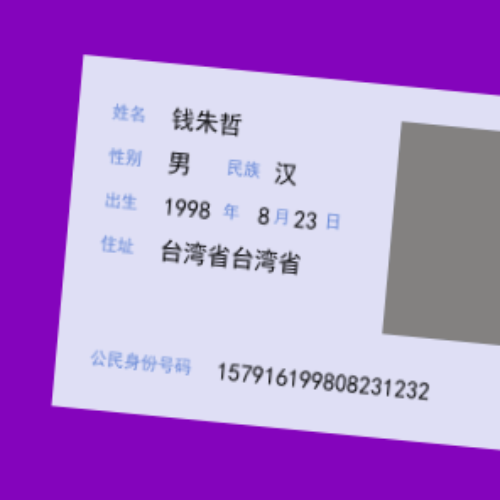 姓名 钱朱哲
性别 男 民族 汉
出生 1998 年 8 月 23 日
住址 台湾省台湾省
公民身份号码 157916199808231232